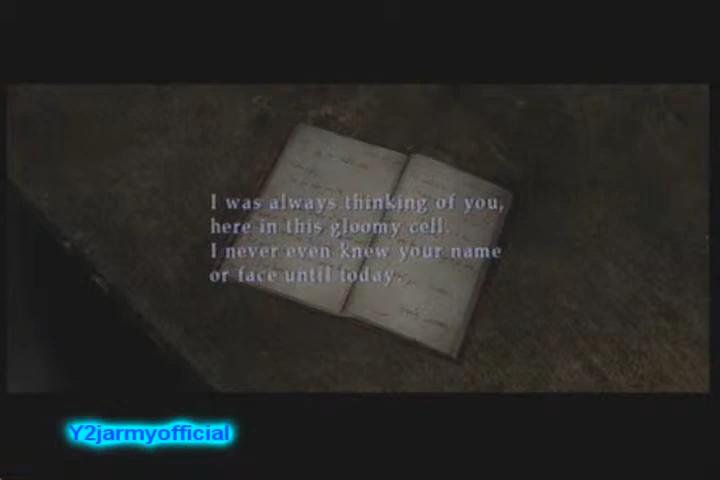 I was always thinking of you,
here in this gloomy cell.
I never even knew your name
or face until today.
Y2jarmyofficial